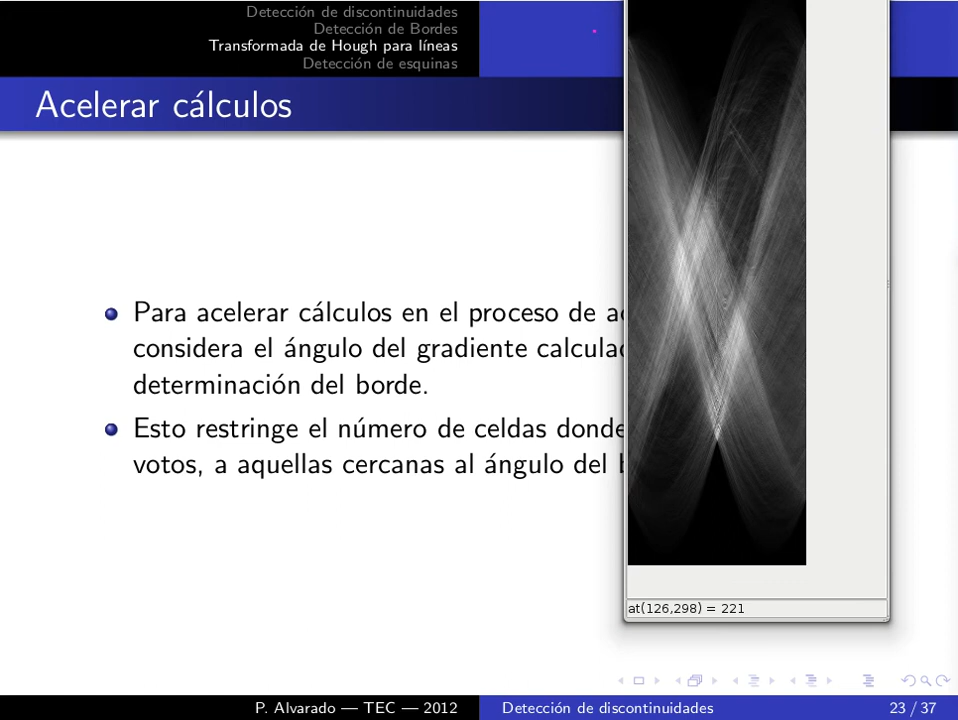 Detección de discontinuidades
Detección de Bordes
Transformada de Hough para líneas
Detección de esquinas
Acelerar cálculos
Para acelerar cálculos en el proceso de
considera el ángulo del gradiente
determinación del borde.
Esto restringe el número de celdas donde
votos, a aquellas cercanas al ángulo del
at(126,298) = 221
P. Alvarado — TEC — 2012
Detección de discontinuidades
23 / 37